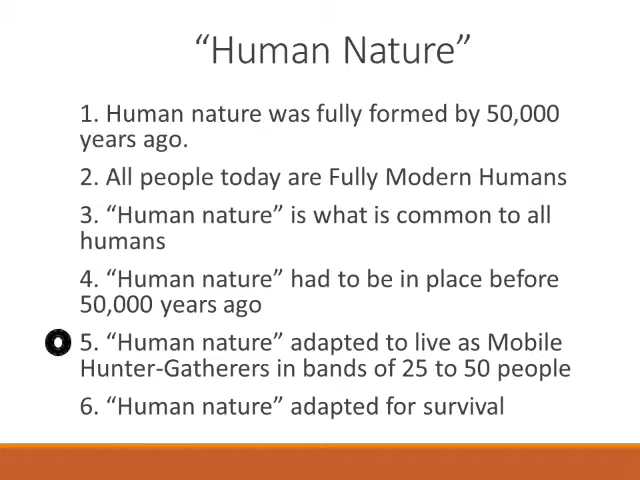 “Human Nature”
1. Human nature was fully formed by 50,000
years ago.
2. All people today are Fully Modern Humans
3. “Human nature” is what is common to all
humans
4. “Human nature” had to be in place before
50,000 years ago
5. “Human nature” adapted to live as Mobile
Hunter-Gatherers in bands of 25 to 50 people
6. “Human nature” adapted for survival